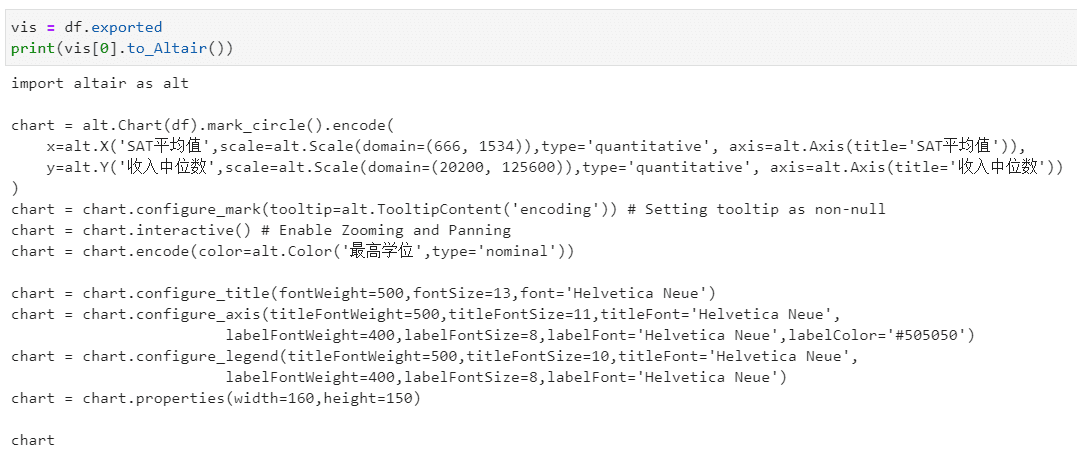 vis = df.exported
print(vis[0].to_Altair())
import altair as alt
chart = alt.Chart(df).mark_circle().encode(
    x=alt.X('SAT平均值',scale=alt.Scale(domain=(666, 1534)),type='quantitative', axis=alt.Axis(title='SAT平均值')),
    y=alt.Y('收入中位数',scale=alt.Scale(domain=(20200, 125600)),type='quantitative', axis=alt.Axis(title='收入中位数'))
)
chart = chart.configure_mark(tooltip=alt.TooltipContent('encoding')) # Setting tooltip as non-null
chart = chart.interactive() # Enable Zooming and Panning
chart = chart.encode(color=alt.Color('最高学位',type='nominal'))
chart = chart.configure_title(fontWeight=500,fontSize=13,font='Helvetica Neue')
chart = chart.configure_axis(titleFontWeight=500,titleFontSize=11,titleFont='Helvetica Neue',
                        labelFontWeight=400,labelFontSize=8,labelFont='Helvetica Neue',labelColor='#505050')
chart = chart.configure_legend(titleFontWeight=500,titleFontSize=10,titleFont='Helvetica Neue',
                        labelFontWeight=400,labelFontSize=8,labelFont='Helvetica Neue')
chart = chart.properties(width=160,height=150)
chart